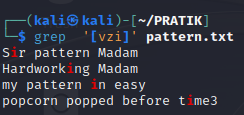 ┌──(kali㉿kali)-[~/PRATIK]
└─$ grep  '[vzi]' pattern.txt
Sir pattern Madam
Hardworking Madam
my pattern in easy
popcorn popped before time3